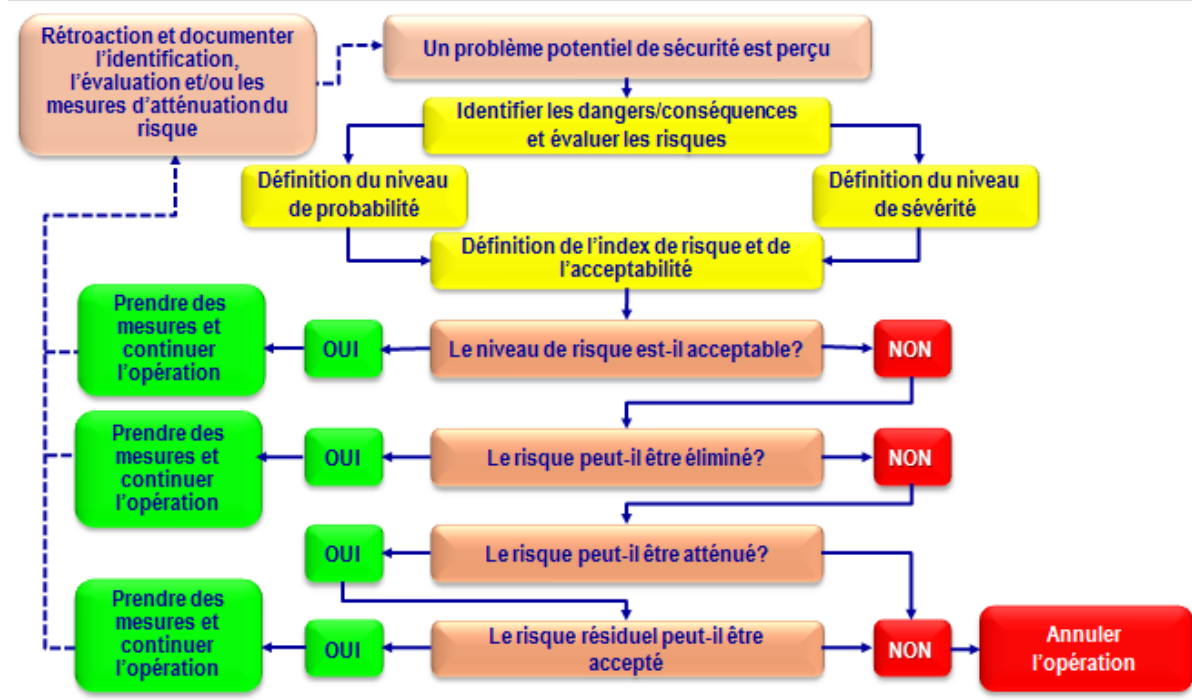 Rétroaction et documenter
l'identification,
l'évaluation et/ou les
mesures d'atténuation du
risque
Un problème potentiel de sécurité est perçu
Identifier les dangers/conséquences
et évaluer les risques
Définition du niveau
de probabilité
Définition du niveau
de sévérité
Définition de l'index de risque et de
l'acceptabilité
Prendre des
mesures et
continuer
l'opération
OUI
Le niveau de risque est-il acceptable?
NON
Prendre des
mesures et
continuer
l'opération
OUI
Le risque peut-il être éliminé?
NON
OUI
Le risque peut-il être atténué?
Prendre des
mesures et
continuer
l'opération
OUI
Le risque résiduel peut-il être
accepté
NON
Annuler
l'opération